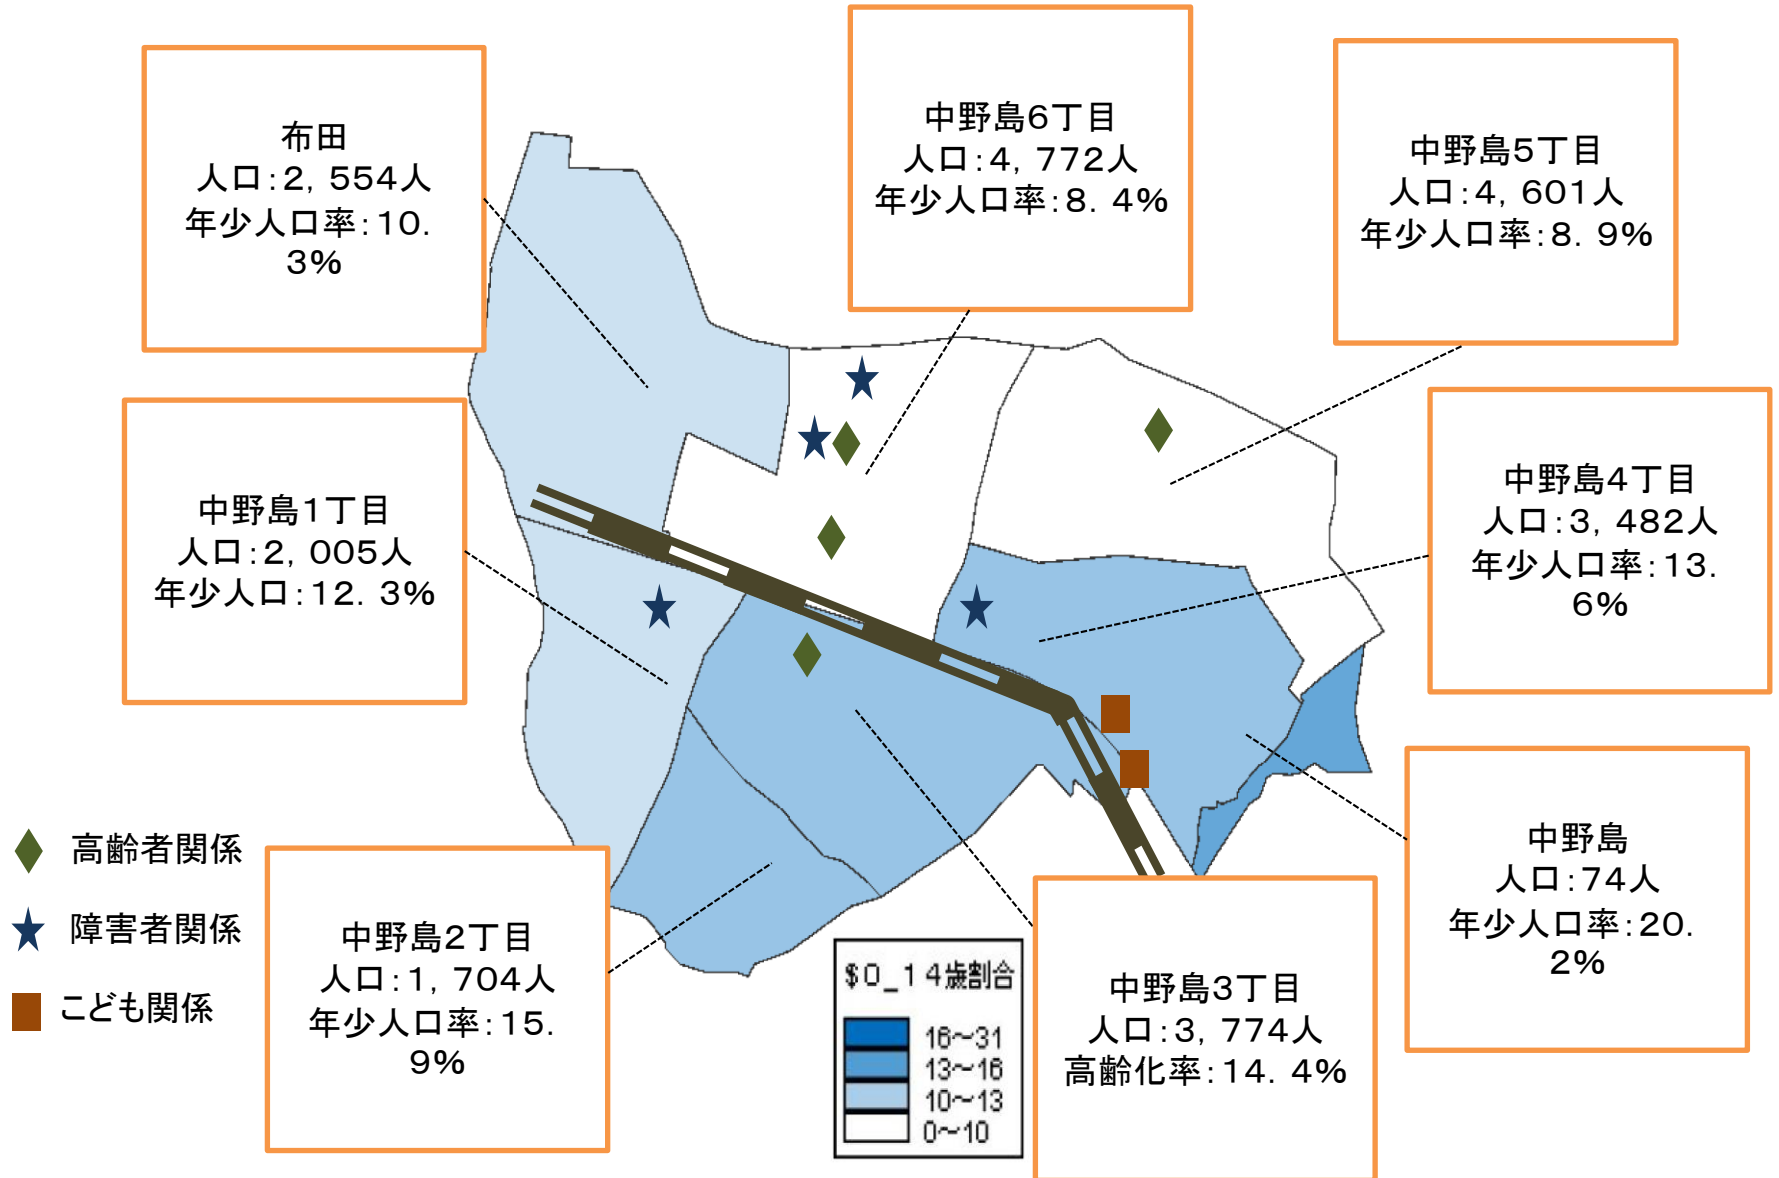 布田
人口：２，５５４人
年少人口率：１０．
３％
中野島６丁目
人口：４，７７２人
年少人口率：８．４％
中野島５丁目
人口：４，６０１人
年少人口率：８．９％
中野島１丁目
人口：２，００５人
年少人口：１２．３％
中野島４丁目
人口：３，４８２人
年少人口率：１３．
６％
高齢者関係
障害者関係
こども関係
中野島２丁目
人口：１，７０４人
年少人口率：１５．
９％
$0_14歳割合
16～31
13～16
10～13
0～10
中野島３丁目
人口：３，７７４人
高齢化率：１４．４％
中野島
人口：７４人
年少人口率：２０．
２％